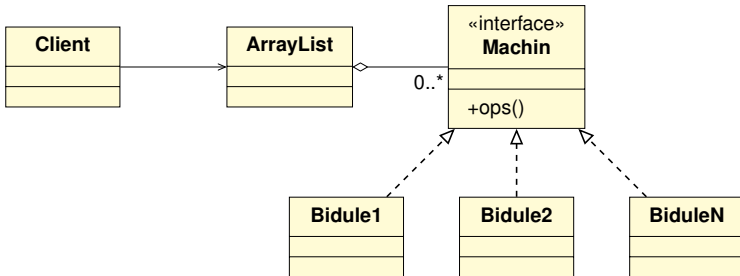 Client
ArrayList
«interface»
Machin
0..*
+ops()
Bidule1
Bidule2
BiduleN